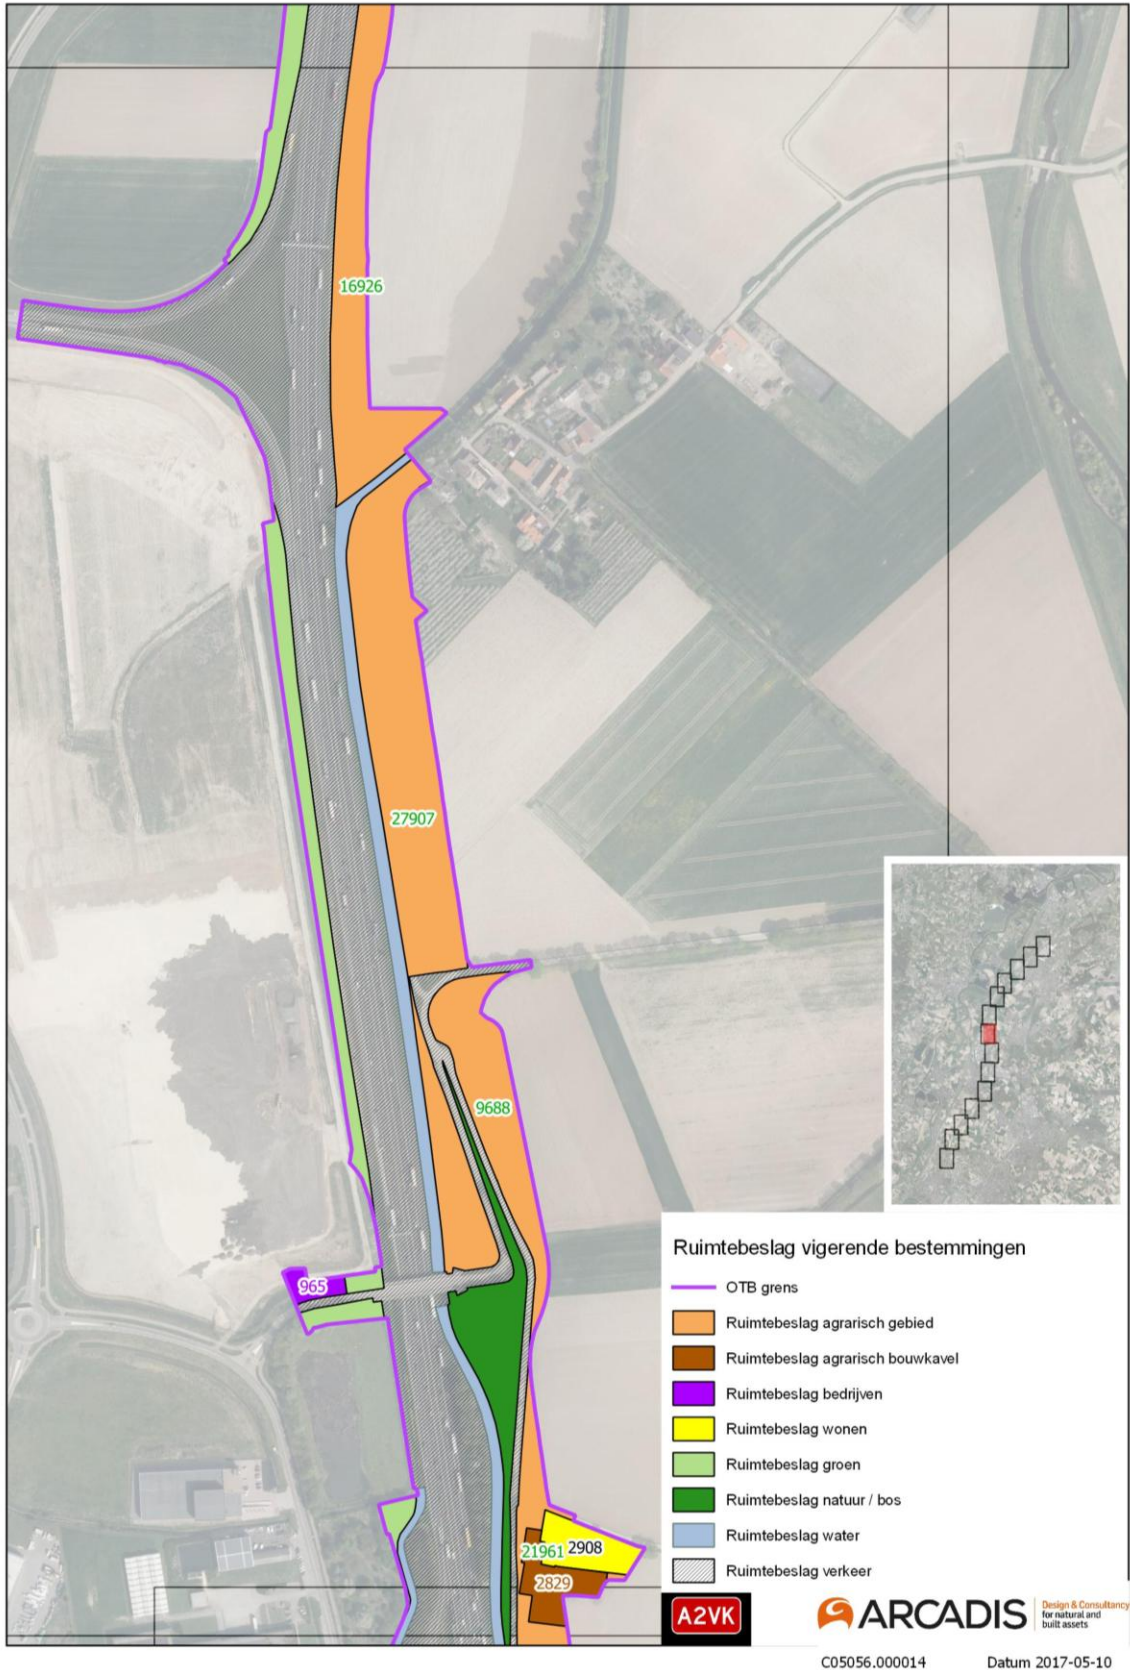 16926
27907
9688
965
21961 2908
2829
Ruimtebeslag vigerende bestemmingen
OTB grens
Ruimtebeslag agrarisch gebied
Ruimtebeslag agrarisch bouwkavel
Ruimtebeslag bedrijven
Ruimtebeslag wonen
Ruimtebeslag groen
Ruimtebeslag natuur / bos
Ruimtebeslag water
Ruimtebeslag verkeer
A2VK
ARCADIS
Design & Consultancy
for natural and
built assets
C05056.000014 Datum 2017-05-10